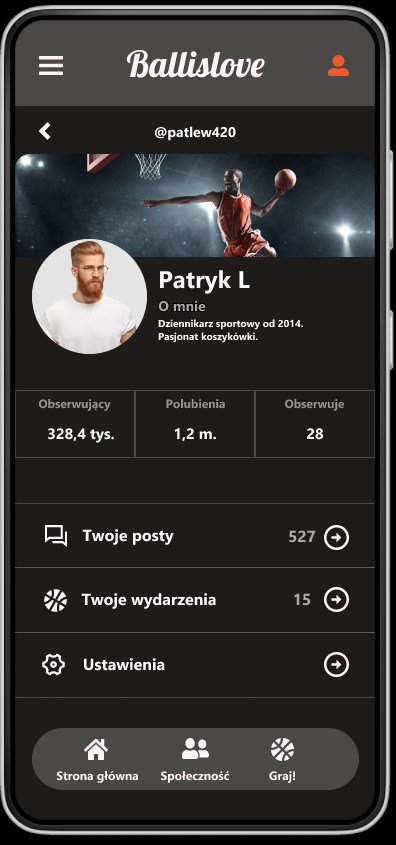 Ballislove
@patlew420
Patryk L
O mnie
Dziennikarz sportowy od 2014.
Pasjonat koszykówki.
Obserwujący Polubienia Obserwuje
328,4 tys. 1,2 m. 28
Twoje posty 527
Twoje wydarzenia 15
Ustawienia
Strona główna Społeczność Graj!